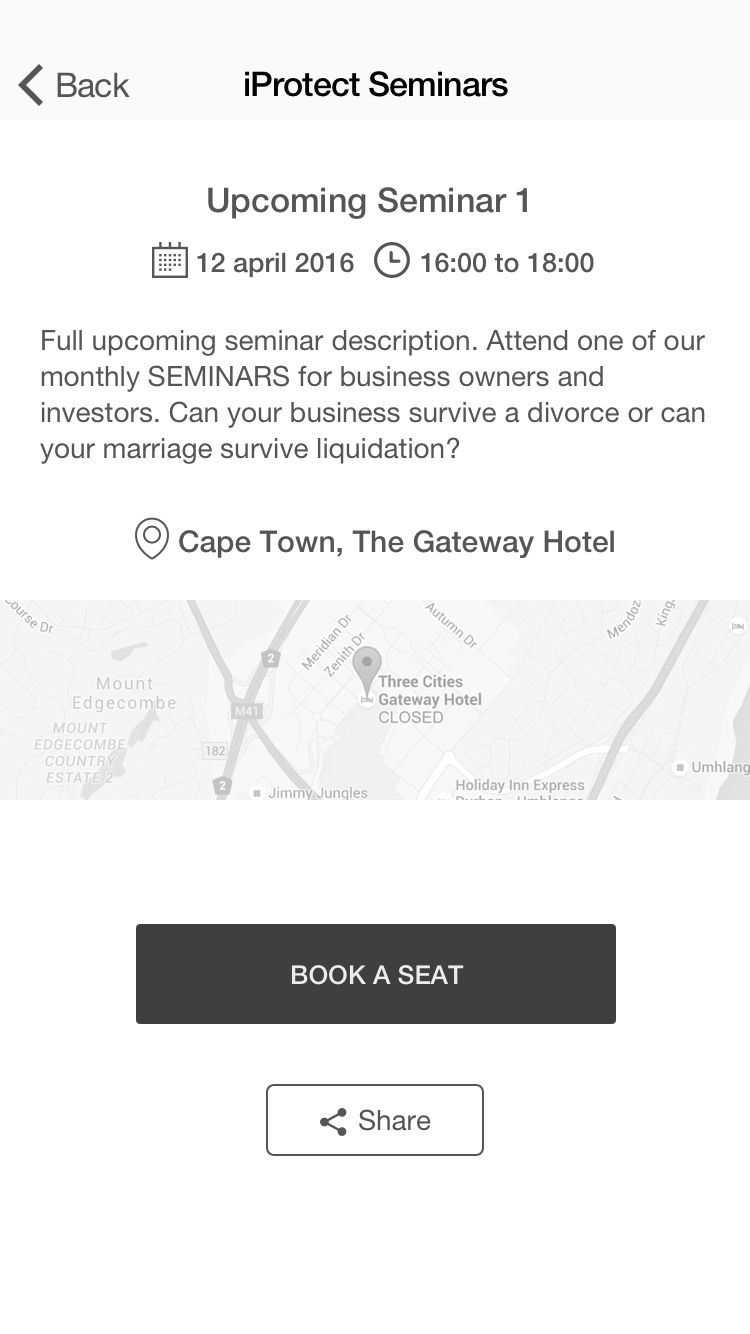 Back
iProtect Seminars
Upcoming Seminar 1
12 april 2016 16:00 to 18:00
Full upcoming seminar description. Attend one of our
monthly SEMINARS for business owners and
investors. Can your business survive a divorce or can
your marriage survive liquidation?
Cape Town, The Gateway Hotel
Course Dr
Meridian Dr
Zenith Dr
Autumn Dr
Mendoz
King
2
Three Cities
Gateway Hotel
CLOSED
Mount
Edgecombe
M41
MOUNT
EDGECOMBE
COUNTRY
ESTATE 2
182
2
Jimmy Jungles
Holiday Inn Express
Umhlang
BOOK A SEAT
Share